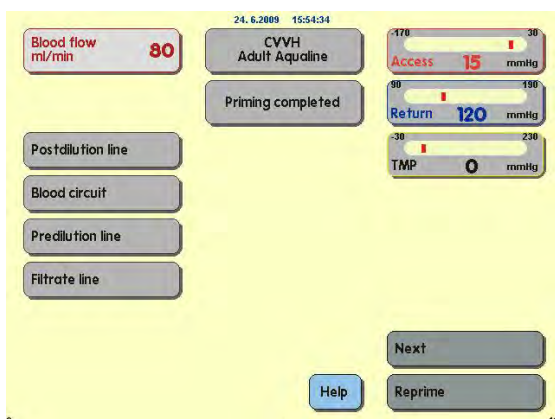 24. 6.2009 15:54:34
Blood flow
ml/min 80
CVVH
Adult Aqualine
-170 30
Access 15 mmHg
Priming completed
90 190
Return 120 mmHg
-30 230
TMP 0 mmHg
Postdilution line
Blood circuit
Predilution line
Filtrate line
Next
Help
Reprime